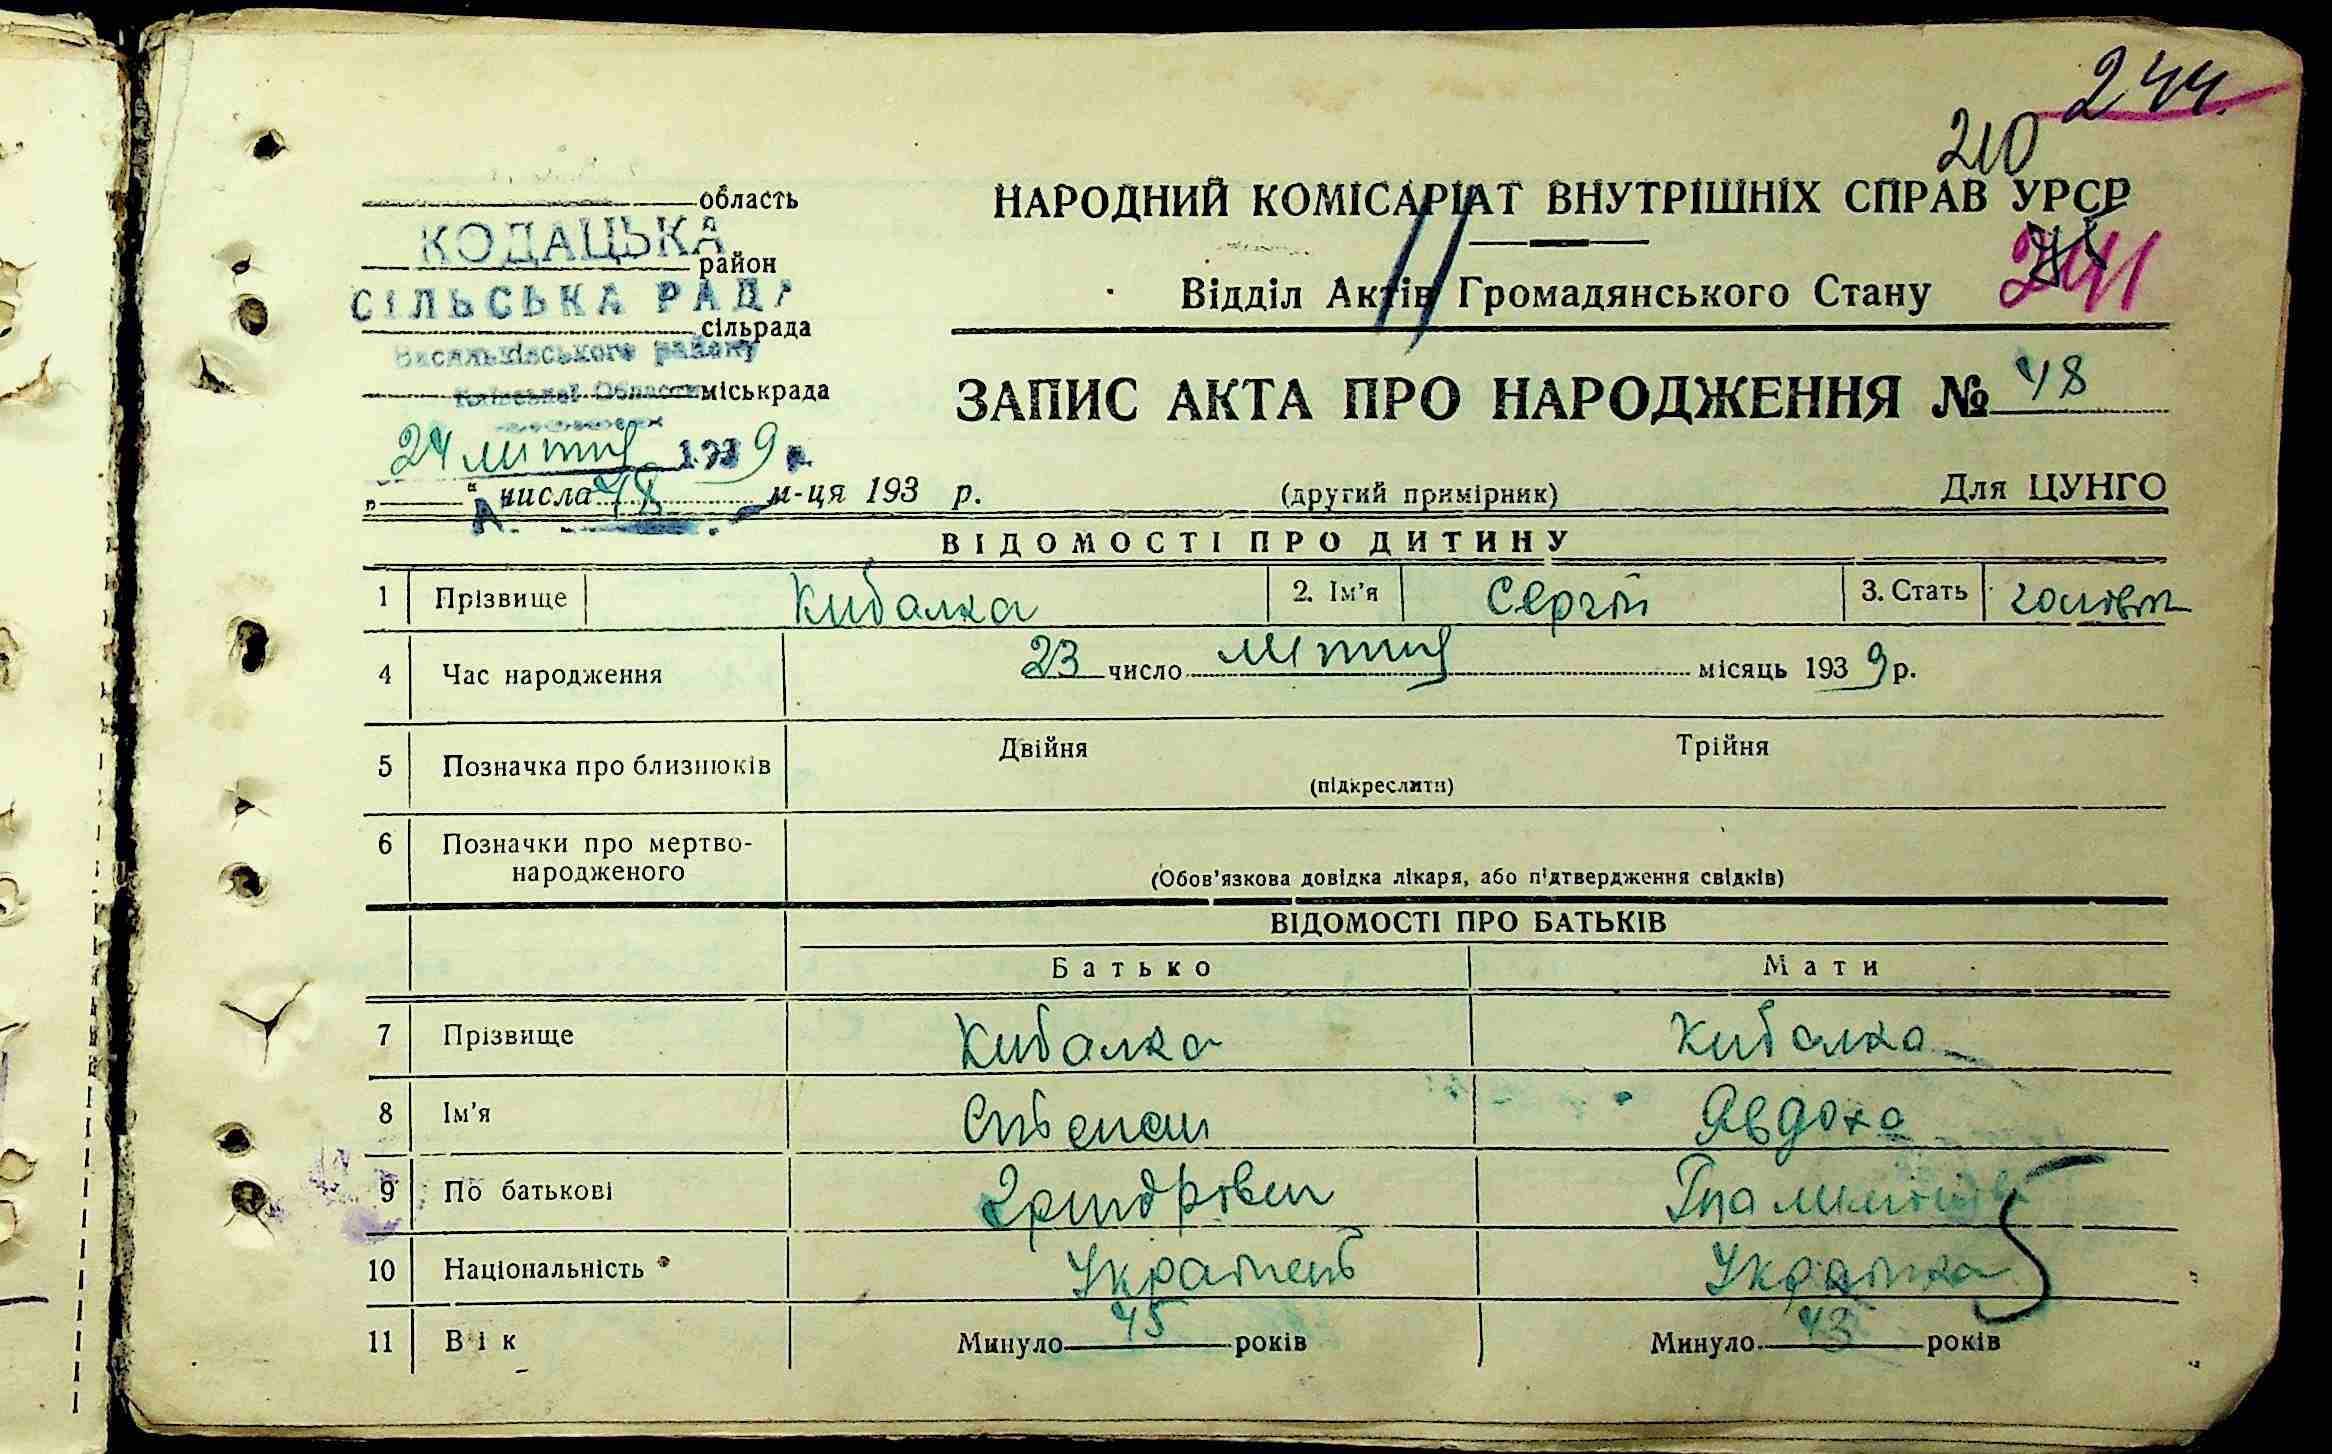 244.
210
область
НАРОДНИЙ КОМІСАРІАТ ВНУТРІШНІХ СПРАВ УРСР
КОДАЦЬКА
район
241
СІЛЬСЬКА РАДА
Відділ Актів Громадянського Стану
сільрада
Васильківського району
Київської Області
міськрада
ЗАПИС АКТА ПРО НАРОДЖЕННЯ № 48
24 лютня 1939 р.
„ “ числа 48 м-ця 193 р.
(другий примірник)
Для ЦУНГО
ВІДОМОСТІ ПРО ДИТИНУ
1 Прізвище Кибалка 2. Ім'я Сергій 3. Стать
4 Час народження 23 число лютня місяць 1939 р.
5 Позначка про близнюків Двійня Трійня
(підкреслити)
6 Позначки про мертво-
народженого
(Обов'язкова довідка лікаря, або підтвердження свідків)
ВІДОМОСТІ ПРО БАТЬКІВ
Батько Мати
7 Прізвище Кибалка Кибалка
8 Ім'я Степан Явдоха
9 По батькові
10 Національність Українець Українка
11 Вік Минуло 45 років Минуло 43 років